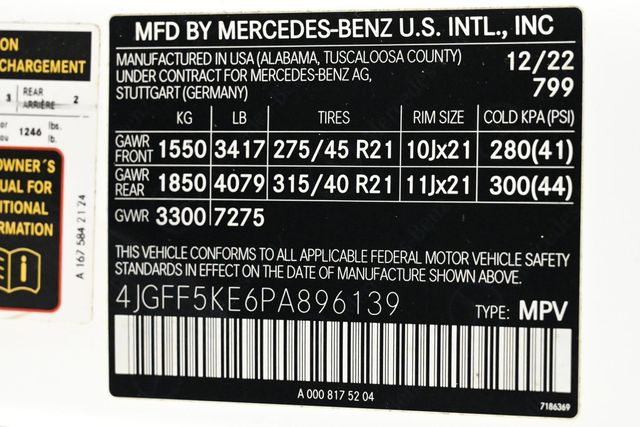 ON
CHARGEMENT
3 REAR ARRIÈRE 2
or
ou 1246 lbs.
lb.
OWNER´S
UAL FOR
ITIONAL
RMATION
A 167 584 21 24
MFD BY MERCEDES-BENZ U.S. INTL., INC
MANUFACTURED IN USA (ALABAMA, TUSCALOOSA COUNTY) 12/22
UNDER CONTRACT FOR MERCEDES-BENZ AG,
STUTTGART (GERMANY) 799
KG LB TIRES RIM SIZE COLD KPA (PSI)
GAWR FRONT 1550 3417 275/45 R21 10Jx21 280(41)
GAWR REAR 1850 4079 315/40 R21 11Jx21 300(44)
GVWR 3300 7275
THIS VEHICLE CONFORMS TO ALL APPLICABLE FEDERAL MOTOR VEHICLE SAFETY
STANDARDS IN EFFECT ON THE DATE OF MANUFACTURE SHOWN ABOVE.
4JGFF5KE6PA896139 TYPE: MPV
A 000 817 52 04
7186369